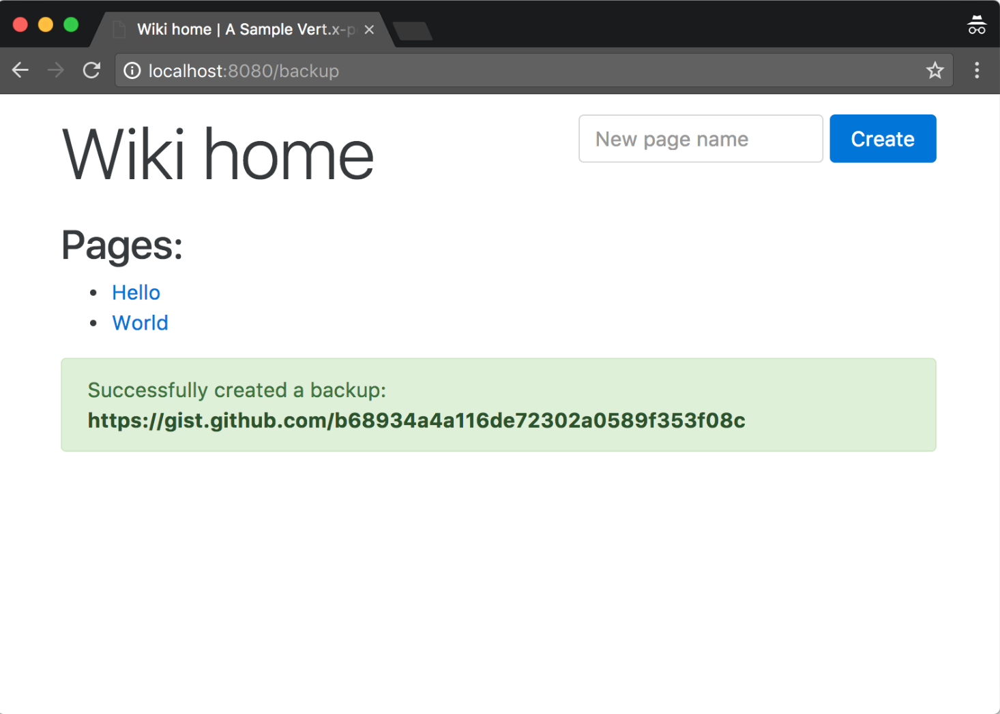 Wiki home | A Sample Vert.x-p
localhost:8080/backup
Wiki home
New page name
Create
Pages:
• Hello
• World
Successfully created a backup:
https://gist.github.com/b68934a4a116de72302a0589f353f08c